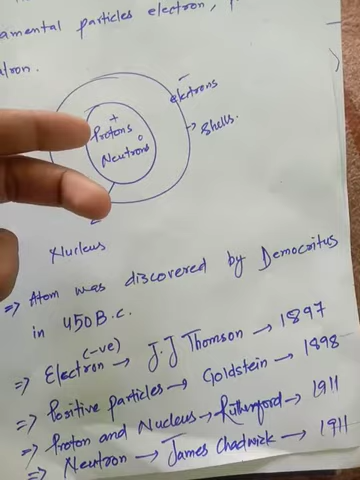 amental particles electron,
tron.
electrons
−
Shells.
+
Protons
o
Neutrons
Nucleus
=> Atom was discovered by Democritus
in 450 B.C.
(-ve)
=> Electron → J.J Thomson → 1897
=> Positive particles → Goldstein → 1898
=> Proton and Nucleus → Rutherford → 1911
=> Neutron → James Chadwick → 1911